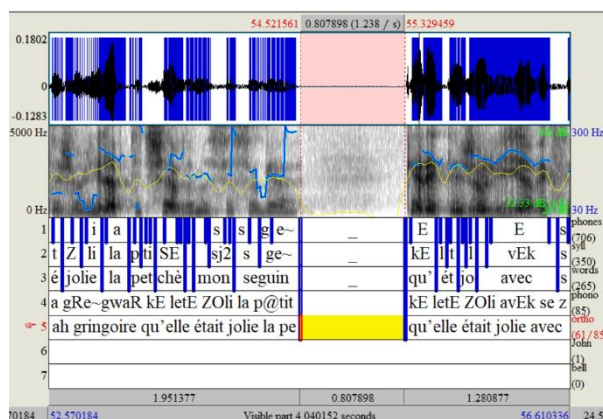 54.521561 0.807898 (1.238 / s) 55.329459
0.1802
0
-0.1283
5000 Hz 300 Hz
0 Hz 30 Hz
1 i a s s g e~ _ E E phones (706)
2 t Z li la p ti SE sj2 s ge~ _ kE t l vEk s syll (350)
3 é jolie la pet chè mon seguin _ qu' ét jo avec s words (265)
4 a gRe~gwaR kE letE ZOli la p@tit kE letE ZOli avEk se z phono (85)
5 ah gringoire qu'elle était jolie la pe qu'elle était jolie avec ortho (61/85)
6 John (1)
7 bell (0)
1.951377 0.807898 1.280877
70184 52.570184 Visible part 4.040152 seconds 56.610336 24.5